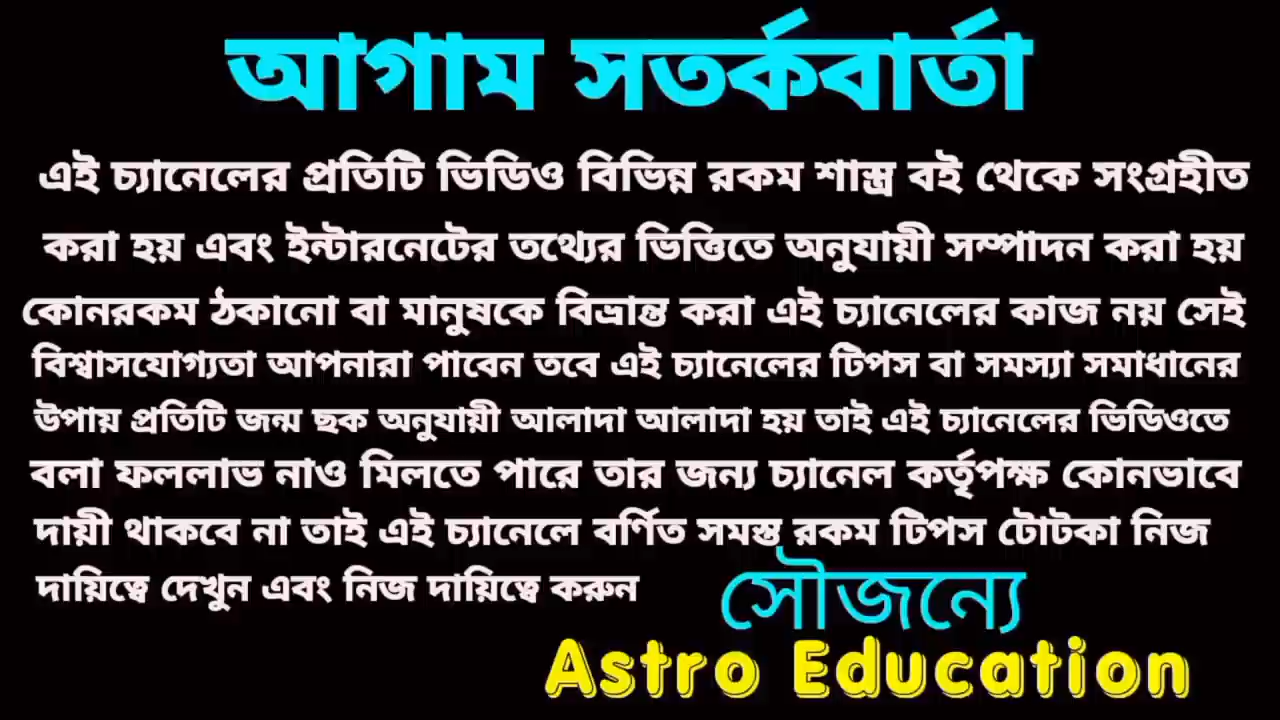 আগাম সতর্কবার্তা
এই চ্যানেলের প্রতিটি ভিডিও বিভিন্ন রকম শাস্ত্র বই থেকে সংগ্রহীত
করা হয় এবং ইন্টারনেটের তথ্যের ভিত্তিতে অনুযায়ী সম্পাদন করা হয়
কোনরকম ঠকানো বা মানুষকে বিভ্রান্ত করা এই চ্যানেলের কাজ নয় সেই
বিশ্বাসযোগ্যতা আপনারা পাবেন তবে এই চ্যানেলের টিপস বা সমস্যা সমাধানের
উপায় প্রতিটি জন্ম ছক অনুযায়ী আলাদা আলাদা হয় তাই এই চ্যানেলের ভিডিওতে
বলা ফললাভ নাও মিলতে পারে তার জন্য চ্যানেল কর্তৃপক্ষ কোনভাবে
দায়ী থাকবে না তাই এই চ্যানেলে বর্ণিত সমস্ত রকম টিপস টোটকা নিজ
দায়িত্বে দেখুন এবং নিজ দায়িত্বে করুন
সৌজন্যে
Astro Education